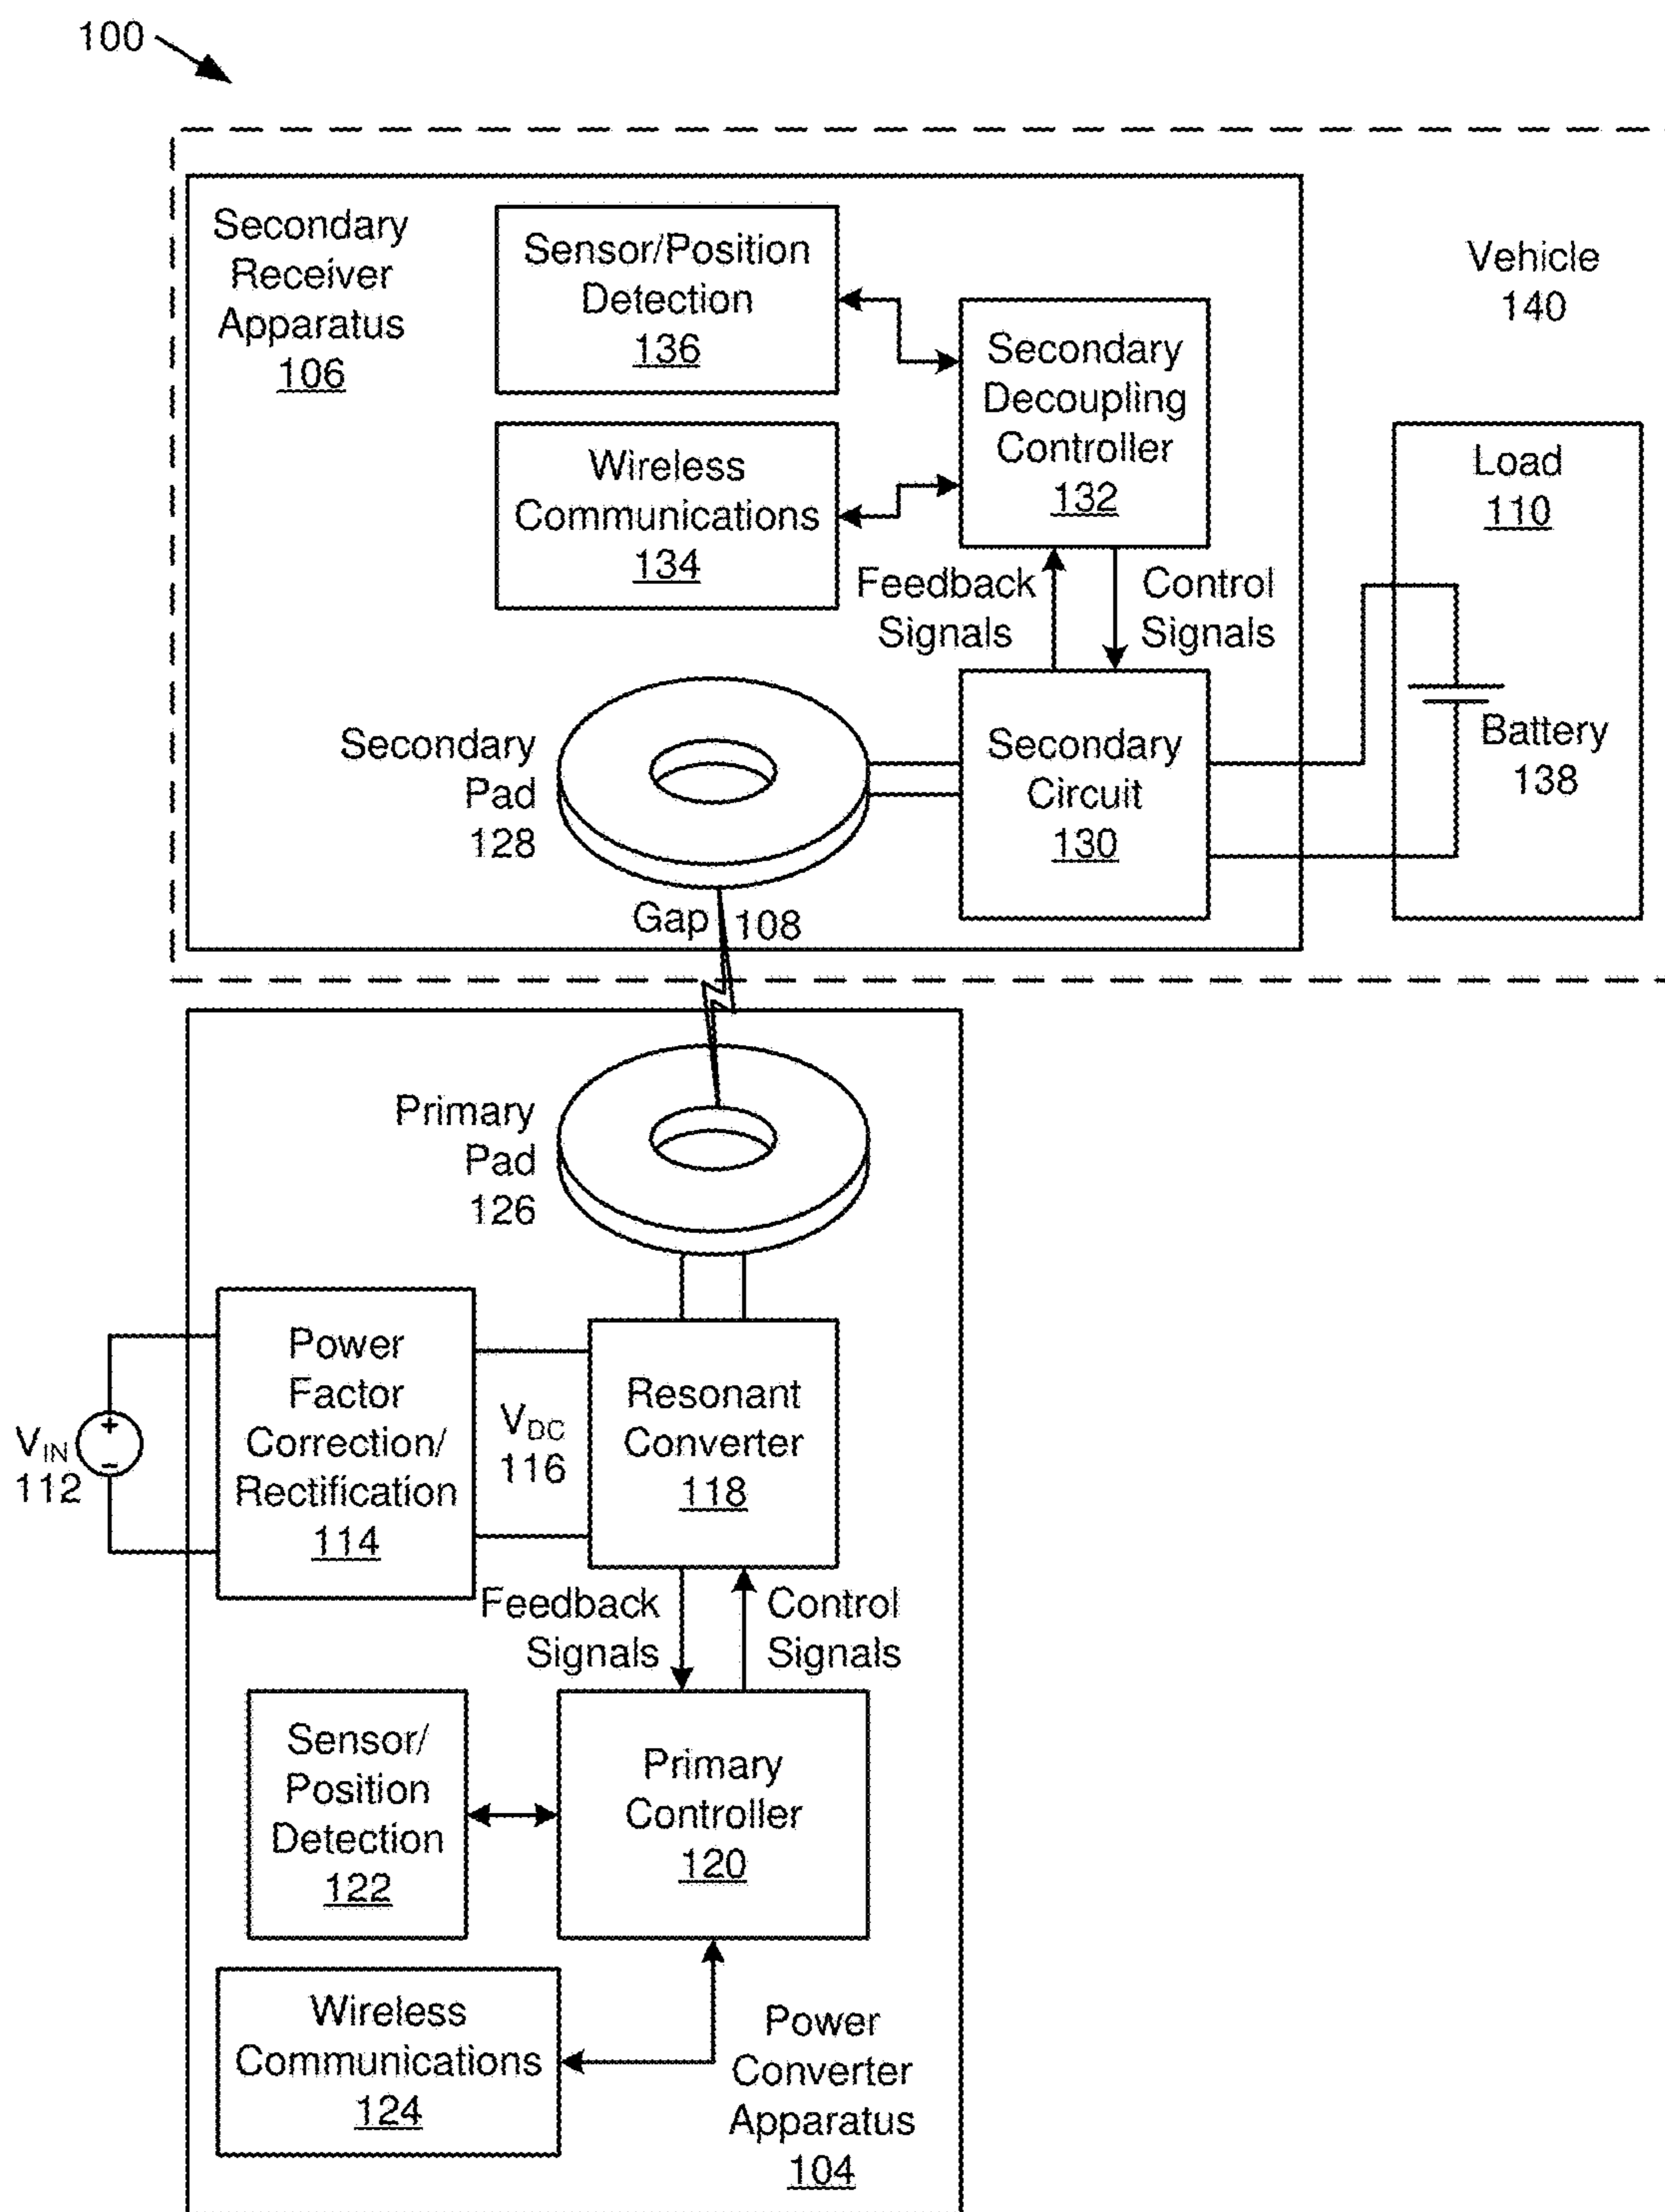 100
Secondary
Receiver
Apparatus
106
Sensor/Position
Detection
136
Wireless
Communications
134
Secondary
Decoupling
Controller
132
Vehicle
140
Load
110
Feedback
Signals
Control
Signals
Secondary
Pad
128
Secondary
Circuit
130
Battery
138
Gap 108
Primary
Pad
126
VIN
112
+
-
Power
Factor
Correction/
Rectification
114
VDC
116
Resonant
Converter
118
Feedback
Signals
Control
Signals
Sensor/
Position
Detection
122
Primary
Controller
120
Wireless
Communications
124
Power
Converter
Apparatus
104